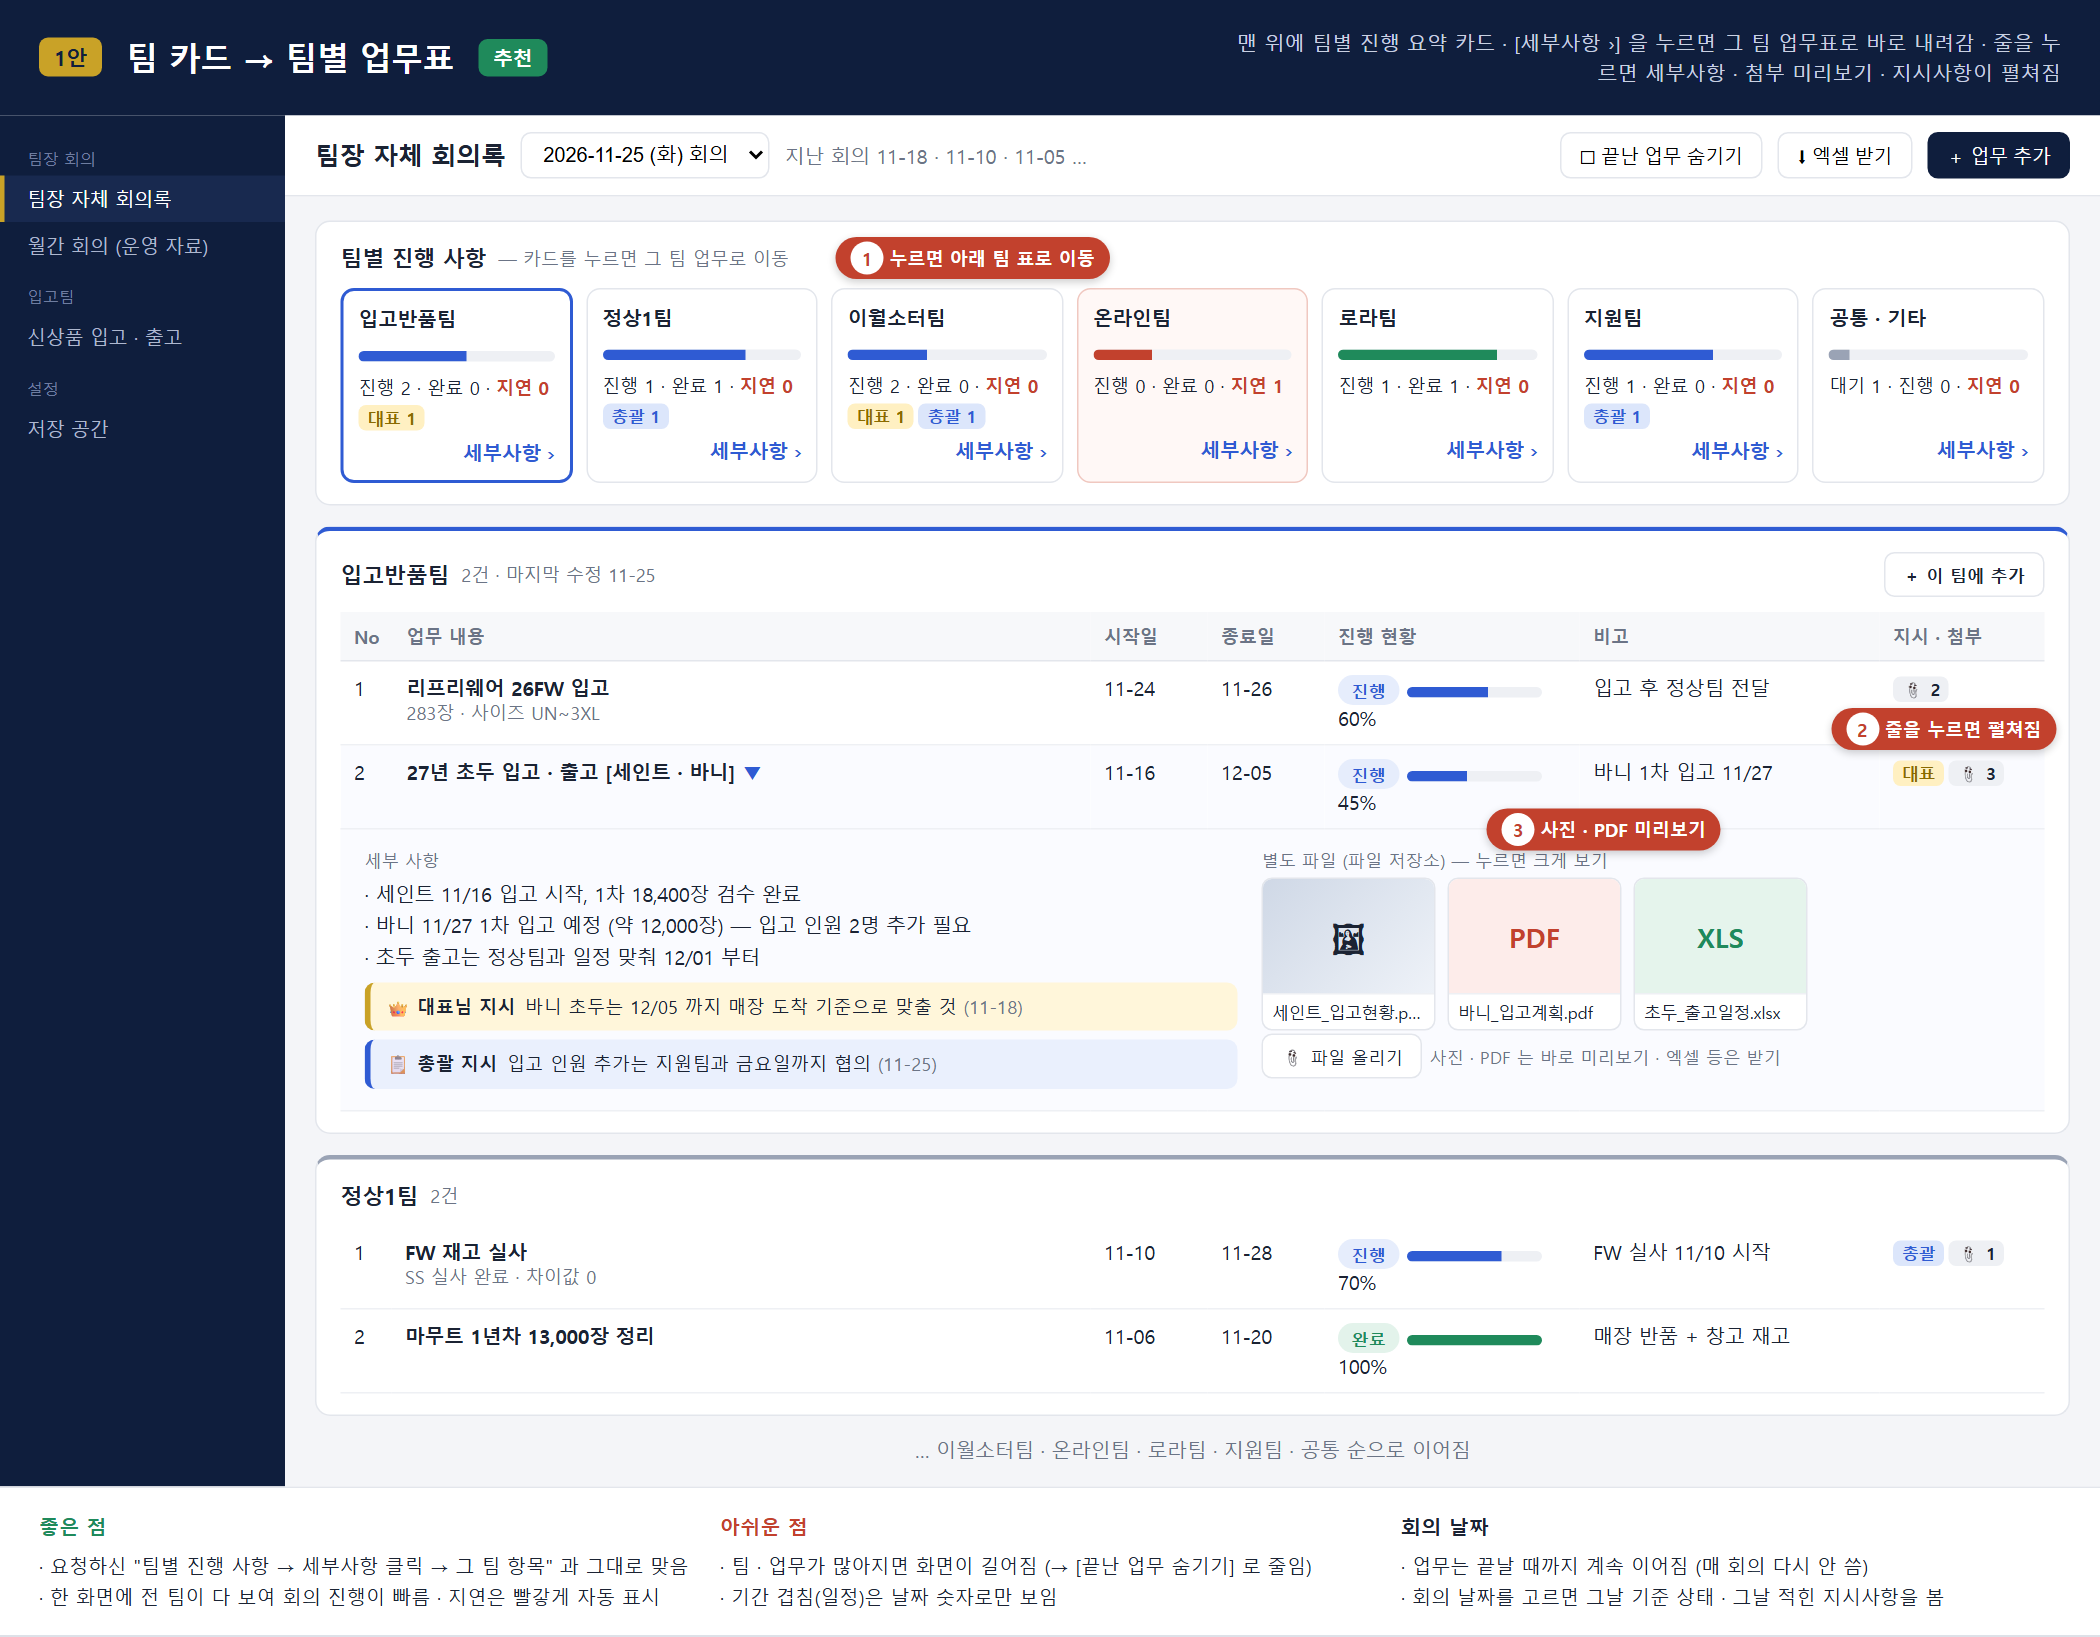 1안 팀 카드 → 팀별 업무표 추천
맨 위에 팀별 진행 요약 카드 · [세부사항 ›] 을 누르면 그 팀 업무표로 바로 내려감 · 줄을 누
르면 세부사항 · 첨부 미리보기 · 지시사항이 펼쳐짐
팀장 회의
팀장 자체 회의록
월간 회의 (운영 자료)
입고팀
신상품 입고 · 출고
설정
저장 공간
팀장 자체 회의록 2026-11-25 (화) 회의 지난 회의 11-18 · 11-10 · 11-05 ...
□ 끝난 업무 숨기기
⬇ 엑셀 받기
+ 업무 추가
팀별 진행 사항 — 카드를 누르면 그 팀 업무로 이동
1 누르면 아래 팀 표로 이동
입고반품팀
진행 2 · 완료 0 · 지연 0
대표 1
세부사항 ›
정상1팀
진행 1 · 완료 1 · 지연 0
총괄 1
세부사항 ›
이월소터팀
진행 2 · 완료 0 · 지연 0
대표 1 총괄 1
세부사항 ›
온라인팀
진행 0 · 완료 0 · 지연 1
세부사항 ›
로라팀
진행 1 · 완료 1 · 지연 0
세부사항 ›
지원팀
진행 1 · 완료 0 · 지연 0
총괄 1
세부사항 ›
공통 · 기타
대기 1 · 진행 0 · 지연 0
세부사항 ›
입고반품팀 2건 · 마지막 수정 11-25
+ 이 팀에 추가
No 업무 내용 시작일 종료일 진행 현황 비고 지시 · 첨부
1 리프리웨어 26FW 입고 11-24 11-26 진행 입고 후 정상팀 전달 2
283장 · 사이즈 UN~3XL 60%
2 줄을 누르면 펼쳐짐
2 27년 초두 입고 · 출고 [세인트 · 바니] ▼ 11-16 12-05 진행 바니 1차 입고 11/27 대표 3
45%
3 사진 · PDF 미리보기
세부 사항
· 세인트 11/16 입고 시작, 1차 18,400장 검수 완료
· 바니 11/27 1차 입고 예정 (약 12,000장) — 입고 인원 2명 추가 필요
· 초두 출고는 정상팀과 일정 맞춰 12/01 부터
대표님 지시 바니 초두는 12/05 까지 매장 도착 기준으로 맞출 것 (11-18)
총괄 지시 입고 인원 추가는 지원팀과 금요일까지 협의 (11-25)
별도 파일 (파일 저장소) — 누르면 크게 보기
PDF
XLS
세인트_입고현황.p...
바니_입고계획.pdf
초두_출고일정.xlsx
파일 올리기 사진 · PDF 는 바로 미리보기 · 엑셀 등은 받기
정상1팀 2건
1 FW 재고 실사 11-10 11-28 진행 FW 실사 11/10 시작 총괄 1
SS 실사 완료 · 차이값 0 70%
2 마무트 1년차 13,000장 정리 11-06 11-20 완료 매장 반품 + 창고 재고
100%
... 이월소터팀 · 온라인팀 · 로라팀 · 지원팀 · 공통 순으로 이어짐
좋은 점
· 요청하신 "팀별 진행 사항 → 세부사항 클릭 → 그 팀 항목" 과 그대로 맞음
· 한 화면에 전 팀이 다 보여 회의 진행이 빠름 · 지연은 빨갛게 자동 표시
아쉬운 점
· 팀 · 업무가 많아지면 화면이 길어짐 (→ [끝난 업무 숨기기] 로 줄임)
· 기간 겹침(일정)은 날짜 숫자로만 보임
회의 날짜
· 업무는 끝날 때까지 계속 이어짐 (매 회의 다시 안 씀)
· 회의 날짜를 고르면 그날 기준 상태 · 그날 적힌 지시사항을 봄